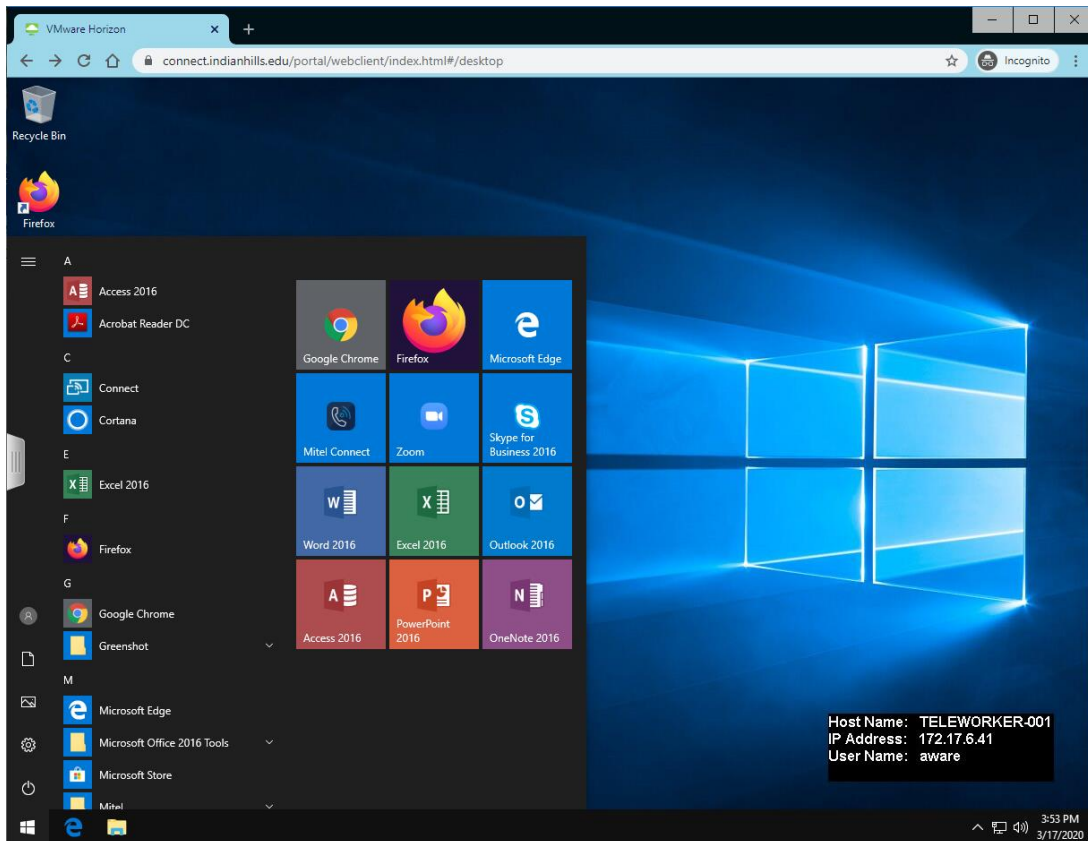 VMware Horizon
connect.indianhills.edu/portal/webclient/index.html#/desktop
Incognito
Recycle Bin
Firefox
A
Access 2016
Acrobat Reader DC
C
Connect
Cortana
E
Excel 2016
F
Firefox
G
Google Chrome
Greenshot
M
Microsoft Edge
Microsoft Office 2016 Tools
Microsoft Store
Mitel
Google Chrome
Firefox
Microsoft Edge
Mitel Connect
Zoom
Skype for
Business 2016
Word 2016
Excel 2016
Outlook 2016
Access 2016
PowerPoint
2016
OneNote 2016
Host Name: TELEWORKER-001
IP Address: 172.17.6.41
User Name: aware
3:53 PM
3/17/2020